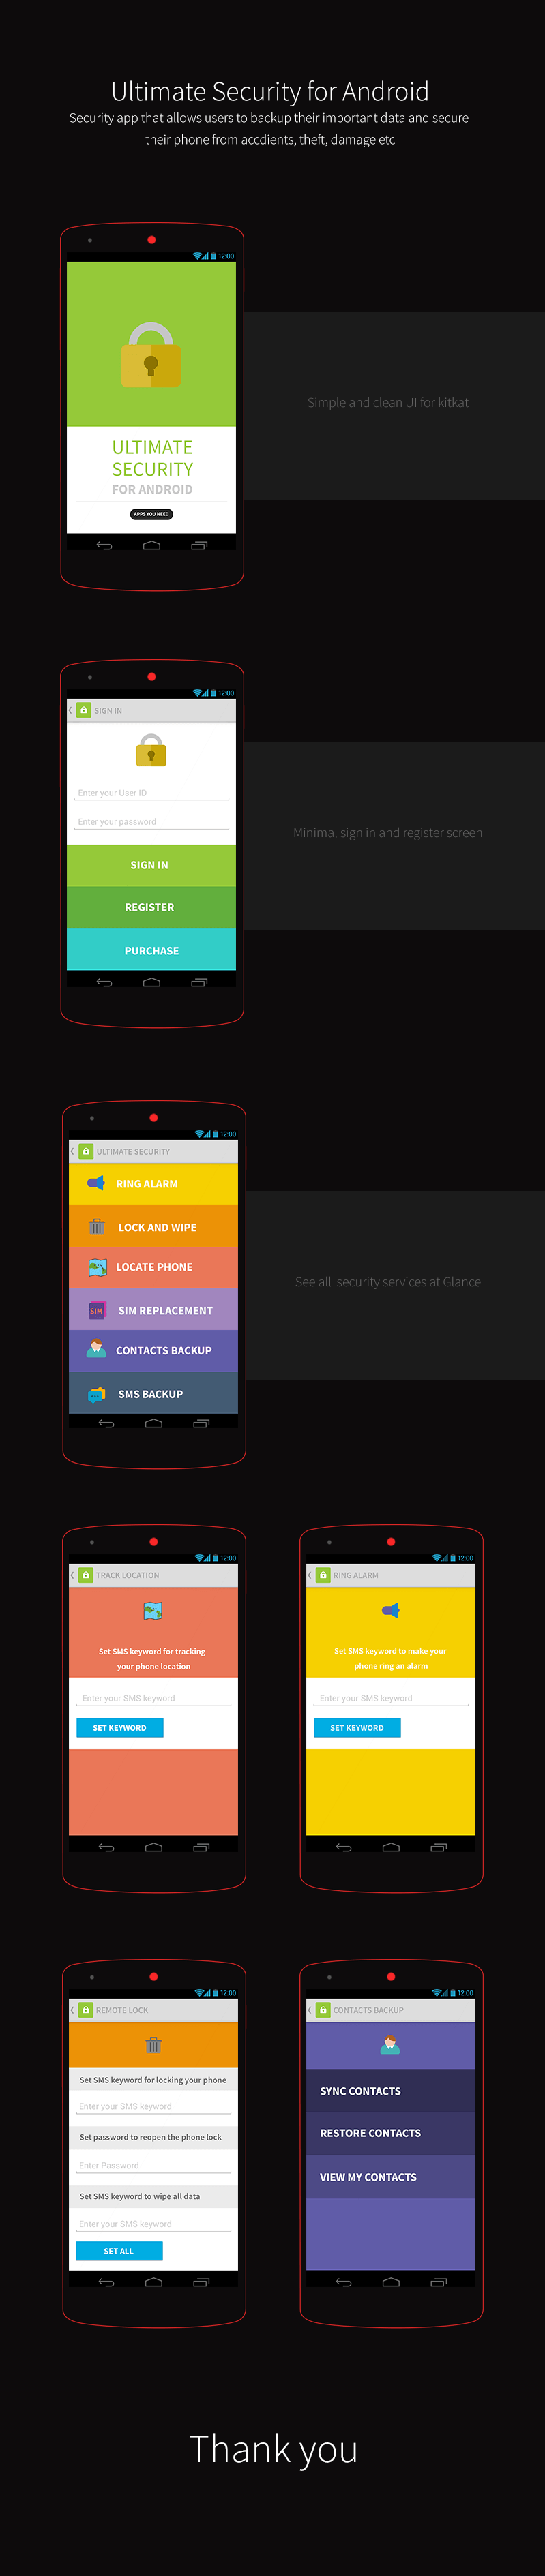 Ultimate Security for Android
Security app that allows users to backup their important data and secure
their phone from accdients, theft, damage etc
12:00
ULTIMATE
SECURITY
FOR ANDROID
APPS YOU NEED
Simple and clean UI for kitkat
12:00
SIGN IN
Enter your User ID
Enter your password
SIGN IN
REGISTER
PURCHASE
Minimal sign in and register screen
12:00
ULTIMATE SECURITY
RING ALARM
LOCK AND WIPE
LOCATE PHONE
SIM
SIM REPLACEMENT
CONTACTS BACKUP
SMS BACKUP
See all security services at Glance
12:00
TRACK LOCATION
Set SMS keyword for tracking
your phone location
Enter your SMS keyword
SET KEYWORD
12:00
RING ALARM
Set SMS keyword to make your
phone ring an alarm
Enter your SMS keyword
SET KEYWORD
12:00
REMOTE LOCK
Set SMS keyword for locking your phone
Enter your SMS keyword
Set password to reopen the phone lock
Enter Password
Set SMS keyword to wipe all data
Enter your SMS keyword
SET ALL
12:00
CONTACTS BACKUP
SYNC CONTACTS
RESTORE CONTACTS
VIEW MY CONTACTS
Thank you